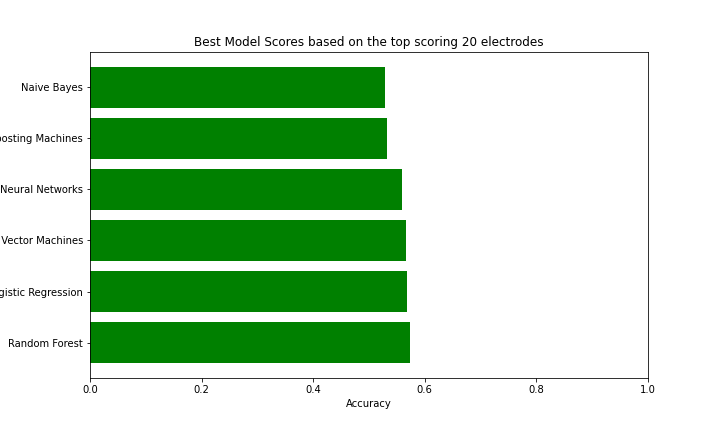 Best Model Scores based on the top scoring 20 electrodes
Naive Bayes
osting Machines
Neural Networks
Vector Machines
gistic Regression
Random Forest
0.0 0.2 0.4 0.6 0.8 1.0
Accuracy